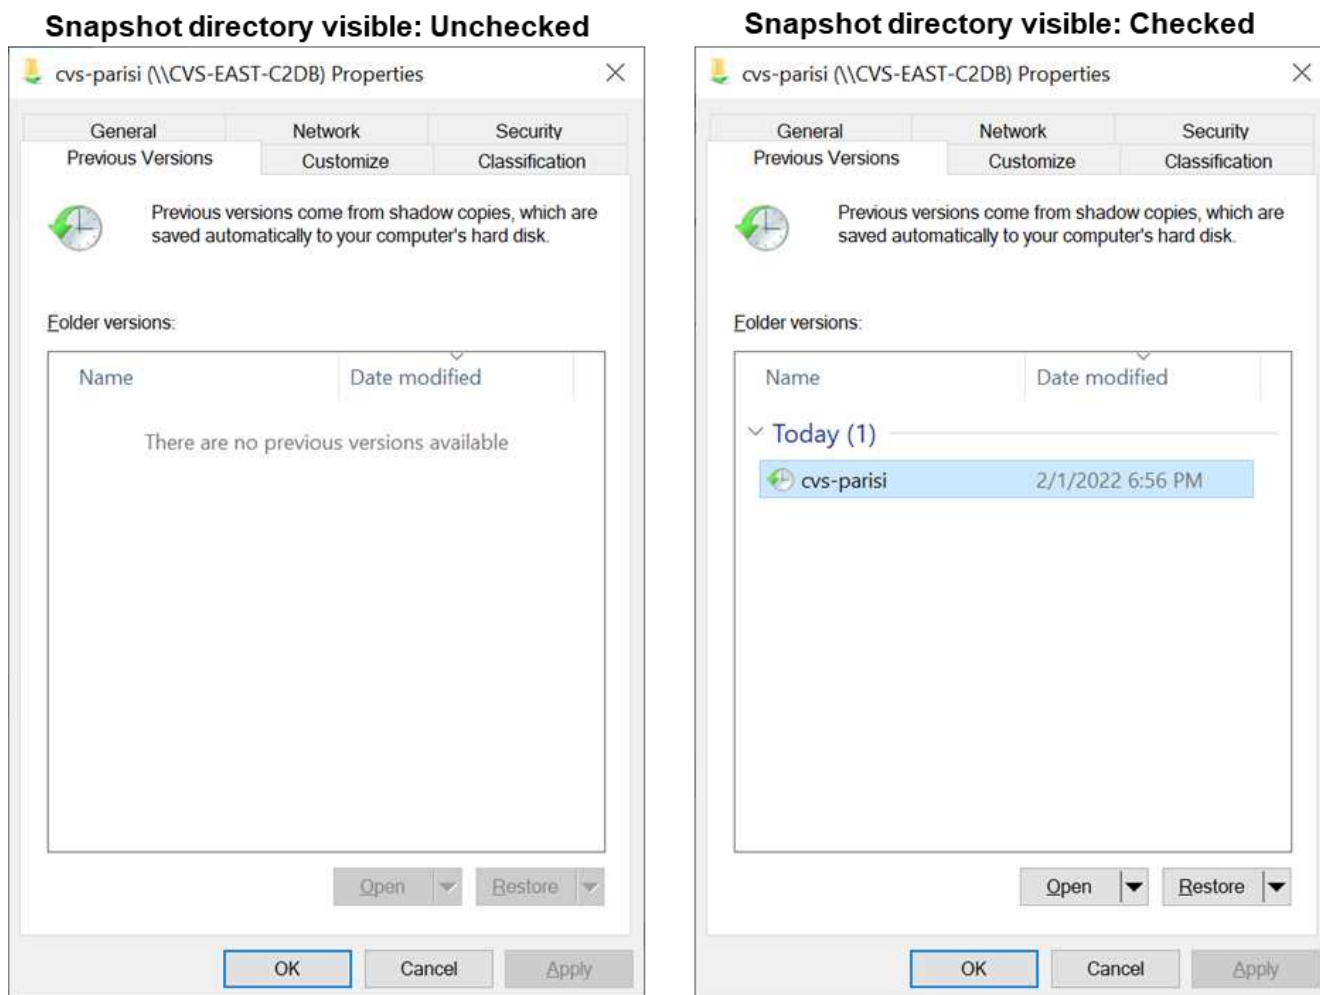 Snapshot directory visible: Unchecked
cvs-parisi (\\CVS-EAST-C2DB) Properties
General Network Security
Previous Versions Customize Classification
Previous versions come from shadow copies, which are
saved automatically to your computer's hard disk.
Folder versions:
Name Date modified
There are no previous versions available
Open Restore
OK Cancel Apply
Snapshot directory visible: Checked
cvs-parisi (\\CVS-EAST-C2DB) Properties
General Network Security
Previous Versions Customize Classification
Previous versions come from shadow copies, which are
saved automatically to your computer's hard disk.
Folder versions:
Name Date modified
Today (1)
cvs-parisi 2/1/2022 6:56 PM
Open Restore
OK Cancel Apply